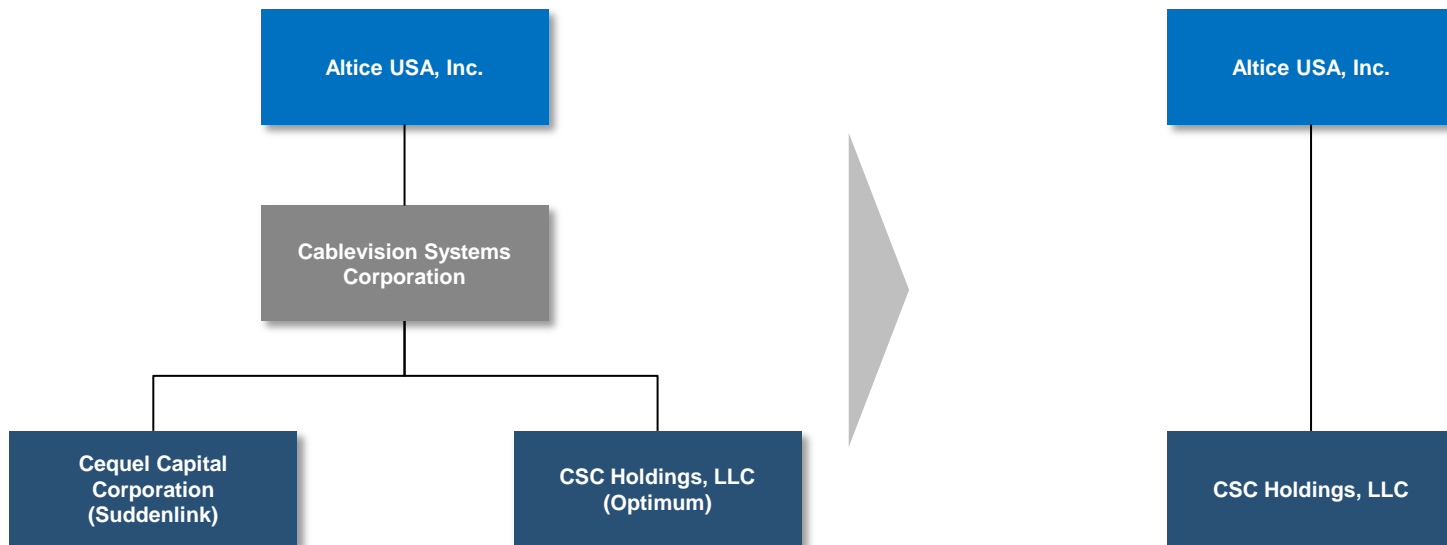 Altice USA, Inc.
Altice USA, Inc.
Cablevision Systems
Corporation
Cequel Capital
Corporation
(Suddenlink)
CSC Holdings, LLC
(Optimum)
CSC Holdings, LLC